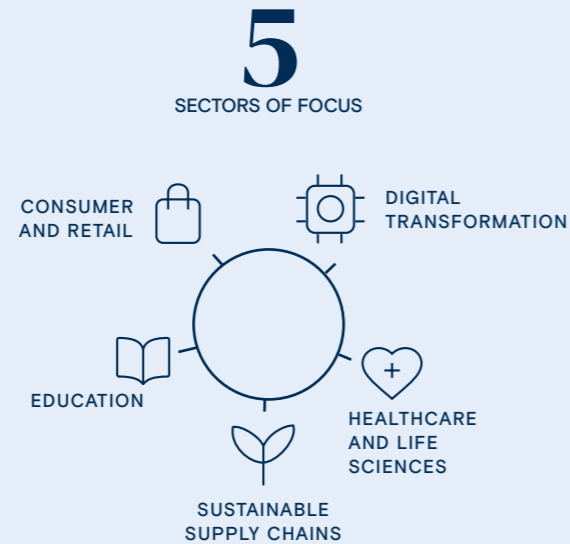 5
SECTORS OF FOCUS
CONSUMER
AND RETAIL
DIGITAL
TRANSFORMATION
EDUCATION
HEALTHCARE
AND LIFE
SCIENCES
SUSTAINABLE
SUPPLY CHAINS